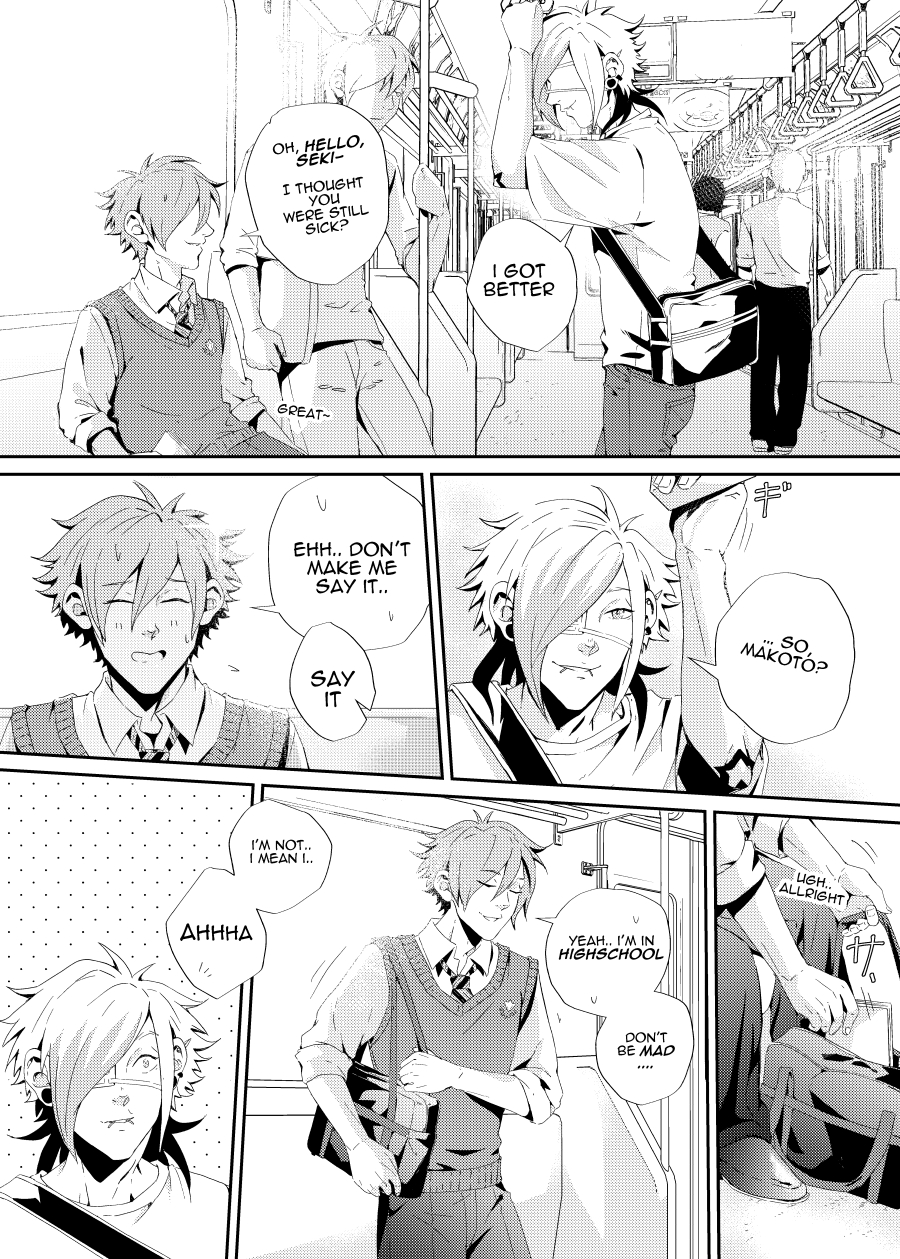 OH, HELLO,
SEKI-
I THOUGHT
YOU
WERE STILL
SICK?
I GOT
BETTER
GREAT~
ギ
... SO,
MAKOTO?
EHH.. DON'T
MAKE ME
SAY IT..
SAY
IT
UGH..
ALLRIGHT
サッ
YEAH.. I'M IN
HIGHSCHOOL
DON'T
BE MAD
....
I'M NOT..
I MEAN I..
AHHHA